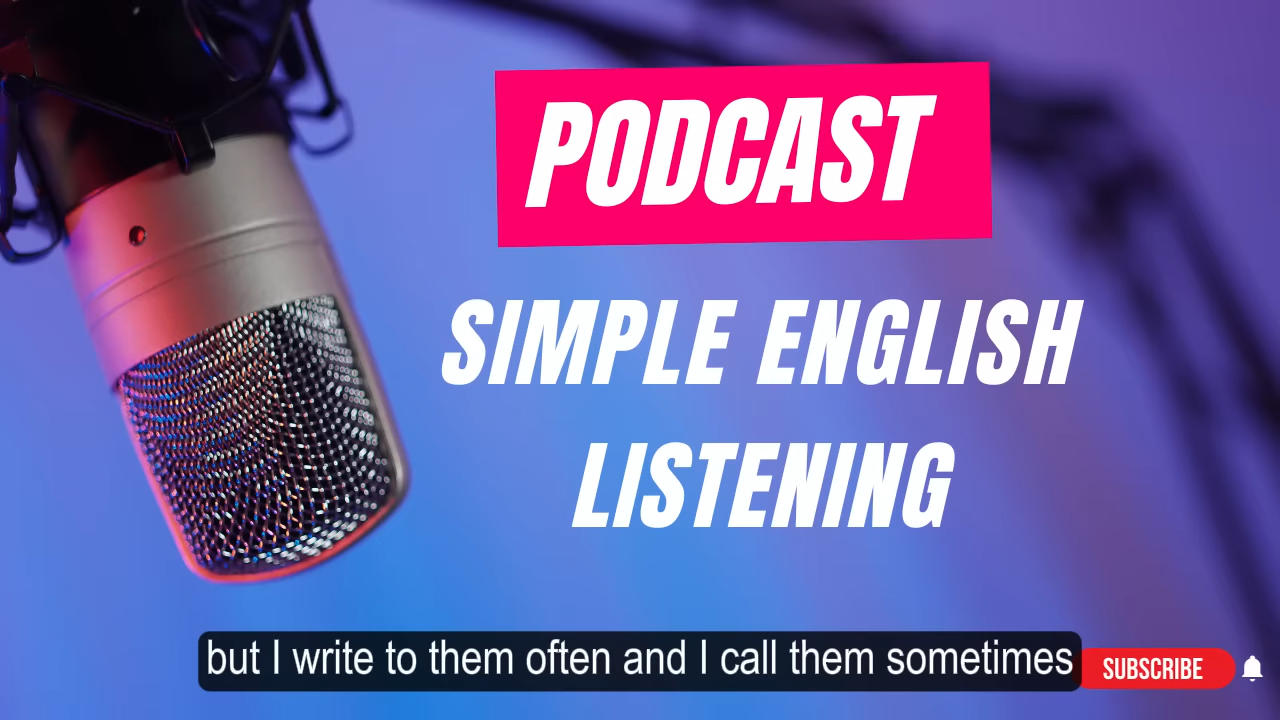 PODCAST
SIMPLE ENGLISH
LISTENING
but I write to them often and I call them sometimes
SUBSCRIBE